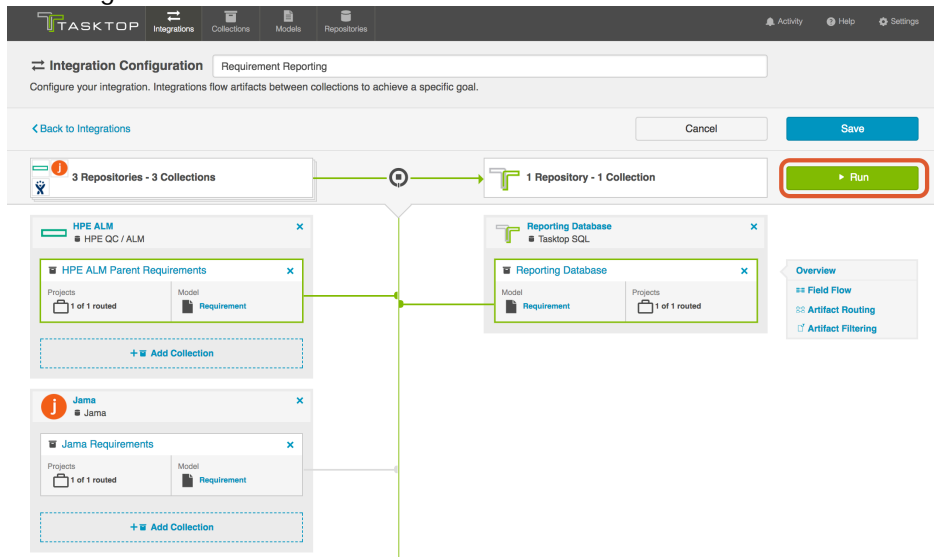 TASKTOP
Integrations
Collections
Models
Repositories
Activity
Help
Settings
Integration Configuration
Requirement Reporting
Configure your integration. Integrations flow artifacts between collections to achieve a specific goal.
Back to Integrations
Cancel
Save
j
3 Repositories - 3 Collections
1 Repository - 1 Collection
Run
HPE ALM
HPE QC / ALM
HPE ALM Parent Requirements
Projects
1 of 1 routed
Model
Requirement
+ Add Collection
Reporting Database
Tasktop SQL
Reporting Database
Model
Requirement
Projects
1 of 1 routed
Overview
Field Flow
Artifact Routing
Artifact Filtering
j
Jama
Jama
Jama Requirements
Projects
1 of 1 routed
Model
Requirement
+ Add Collection